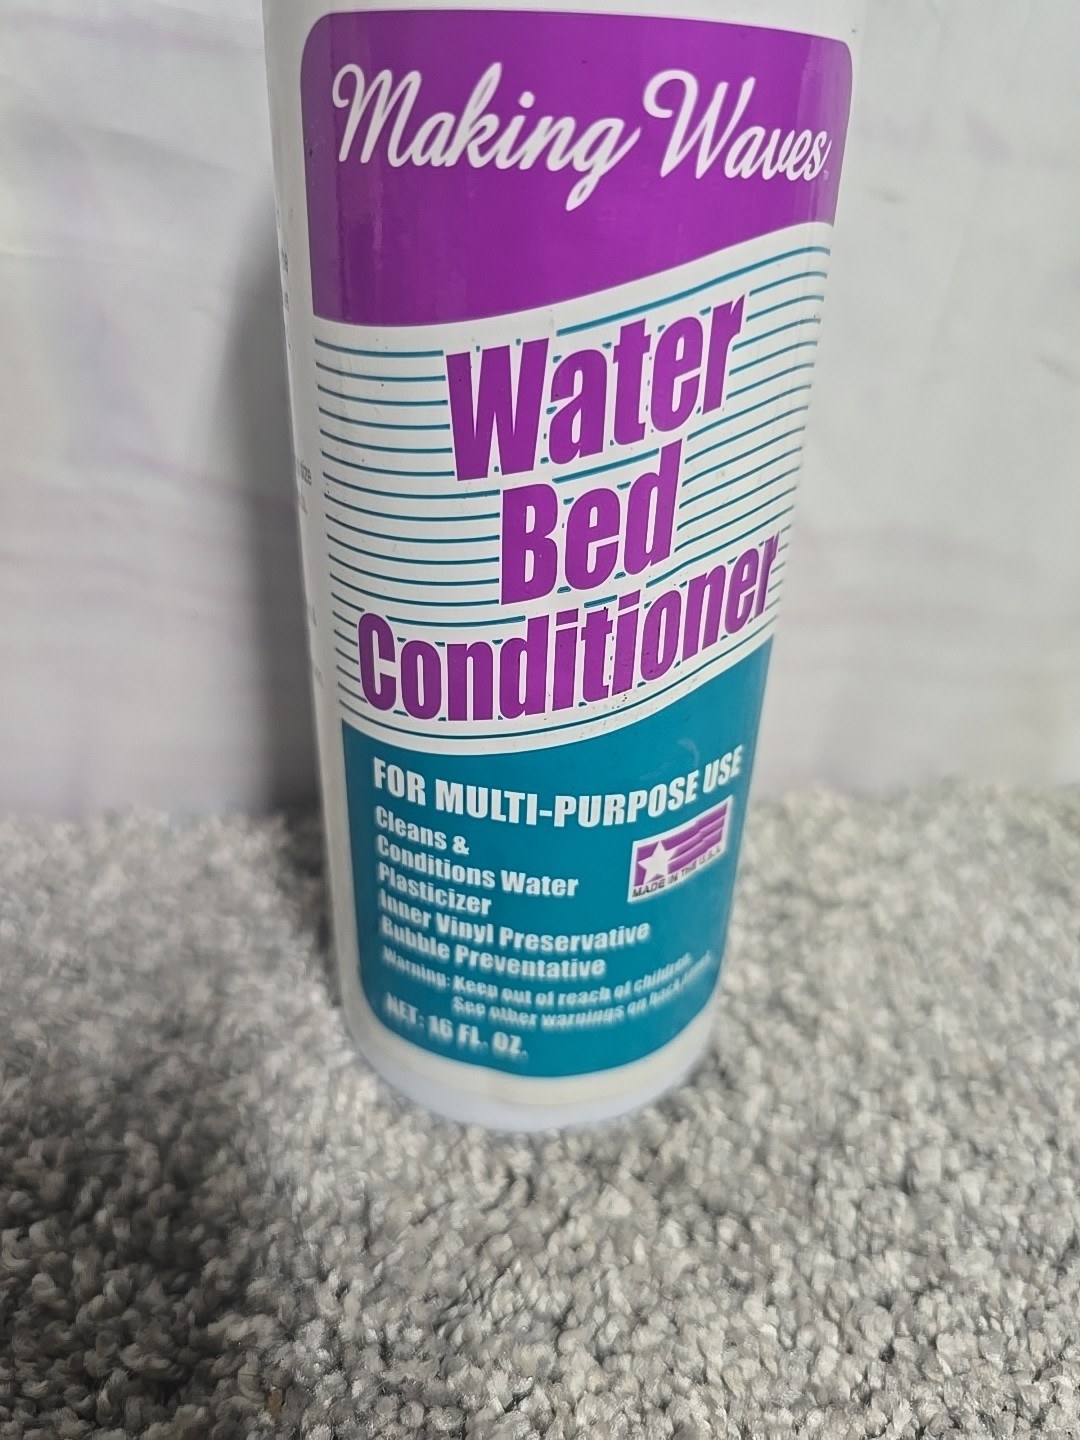 Making Waves
Water
Bed
Conditioner
FOR MULTI-PURPOSE USE
Cleans &
Conditions Water
Plasticizer
Inner Vinyl Preservative
Bubble Preventative
MADE IN THE U.S.A.
Warning: Keep out of reach of children.
See other warnings on back panel.
NET: 16 FL. OZ.